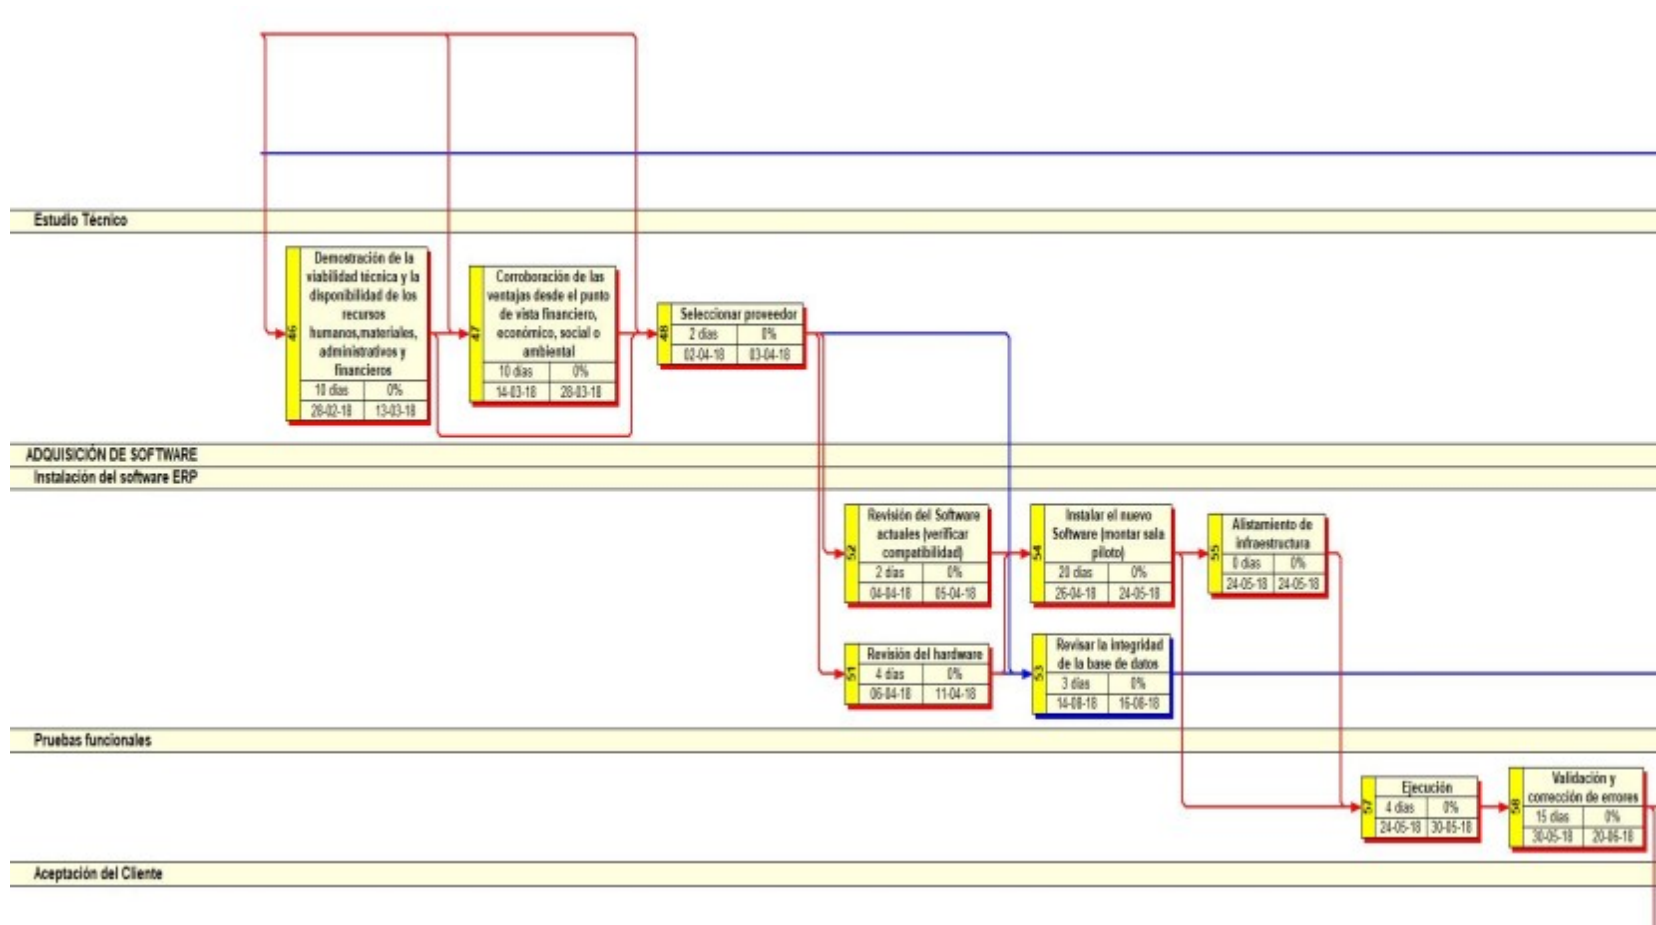 Estudio Técnico
46
Demostración de la
viabilidad técnica y la
disponibilidad de los
recursos
humanos,materiales,
administrativos y
financieros
10 días 0%
28-02-18 13-03-18
47
Corroboración de las
ventajas desde el punto
de vista financiero,
económico, social o
ambiental
10 días 0%
14-03-18 28-03-18
48
Seleccionar proveedor
2 días 0%
02-04-18 03-04-18
ADQUISICIÓN DE SOFTWARE
Instalación del software ERP
52
Revisión del Software
actuales (verificar
compatibilidad)
2 días 0%
04-04-18 05-04-18
54
Instalar el nuevo
Software (montar sala
piloto)
20 días 0%
26-04-18 24-05-18
55
Alistamiento de
infraestructura
0 días 0%
24-05-18 24-05-18
51
Revisión del hardware
4 días 0%
06-04-18 11-04-18
53
Revisar la integridad
de la base de datos
3 días 0%
14-08-18 16-08-18
Pruebas funcionales
57
Ejecución
4 días 0%
24-05-18 30-05-18
58
Validación y
corrección de errores
15 días 0%
30-05-18 20-06-18
Aceptación del Cliente